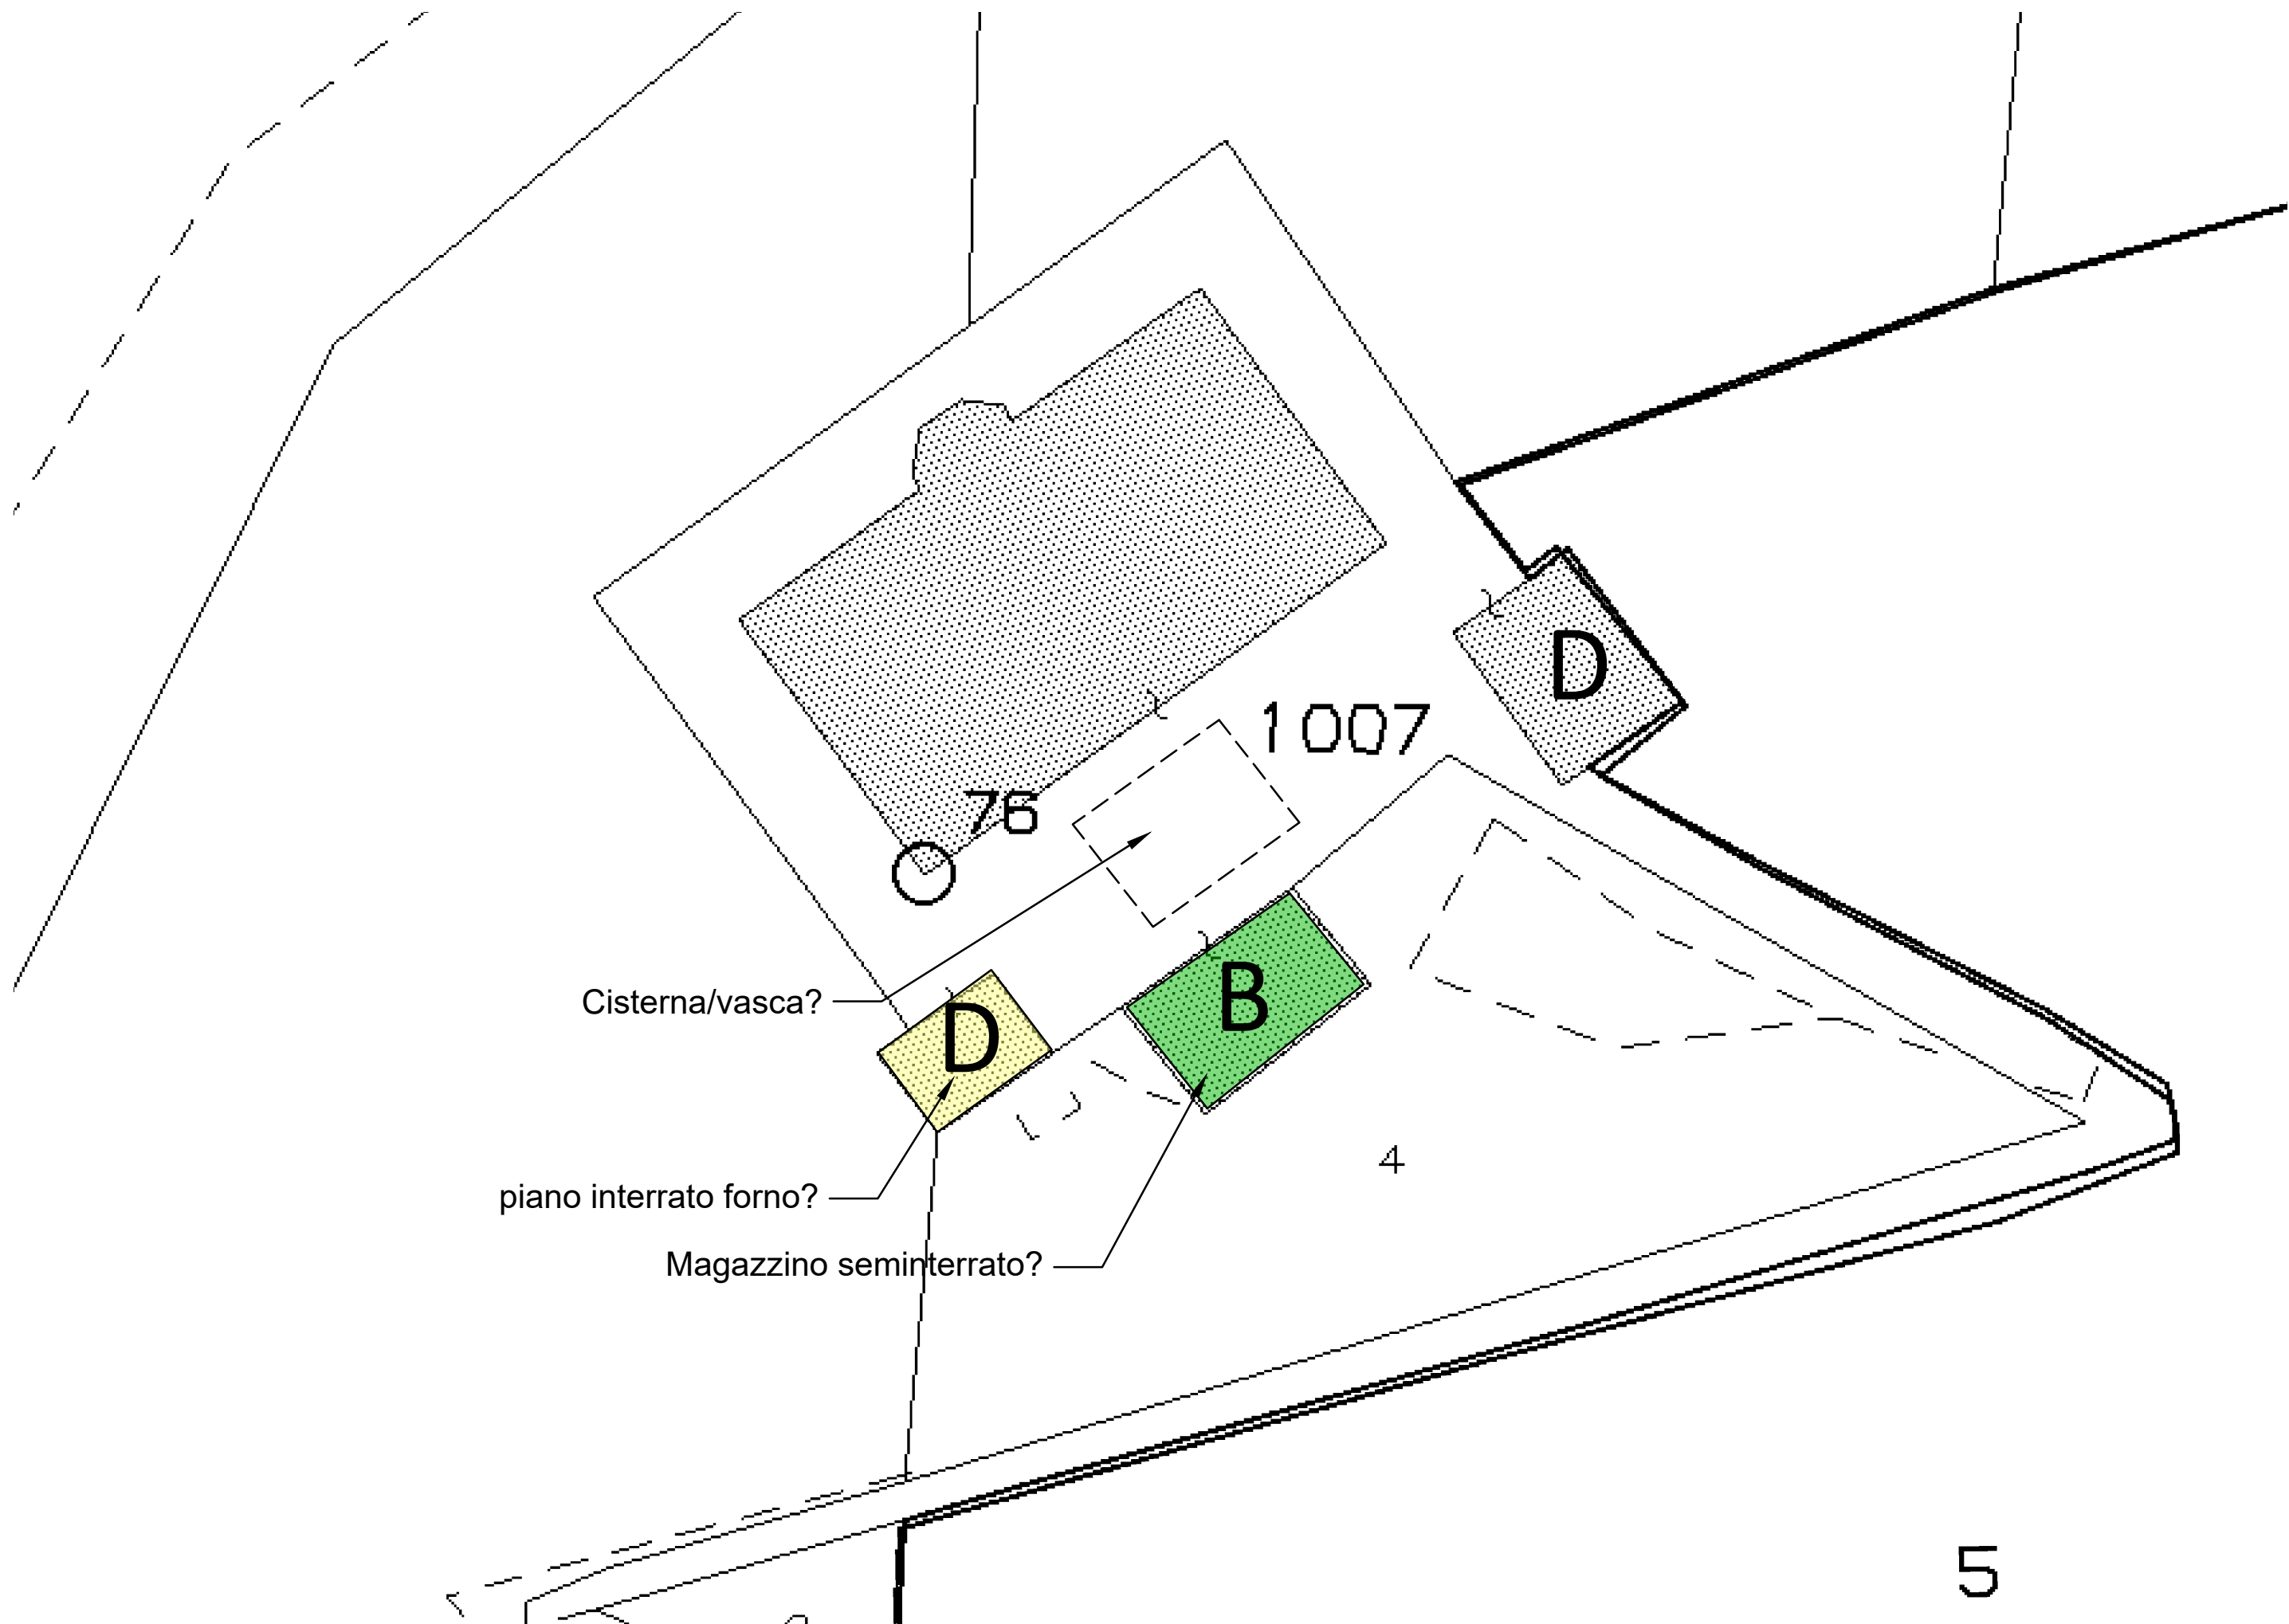 D
1007
76
B
Cisterna/vasca?
D
4
piano interrato forno?
Magazzino seminterrato?
5